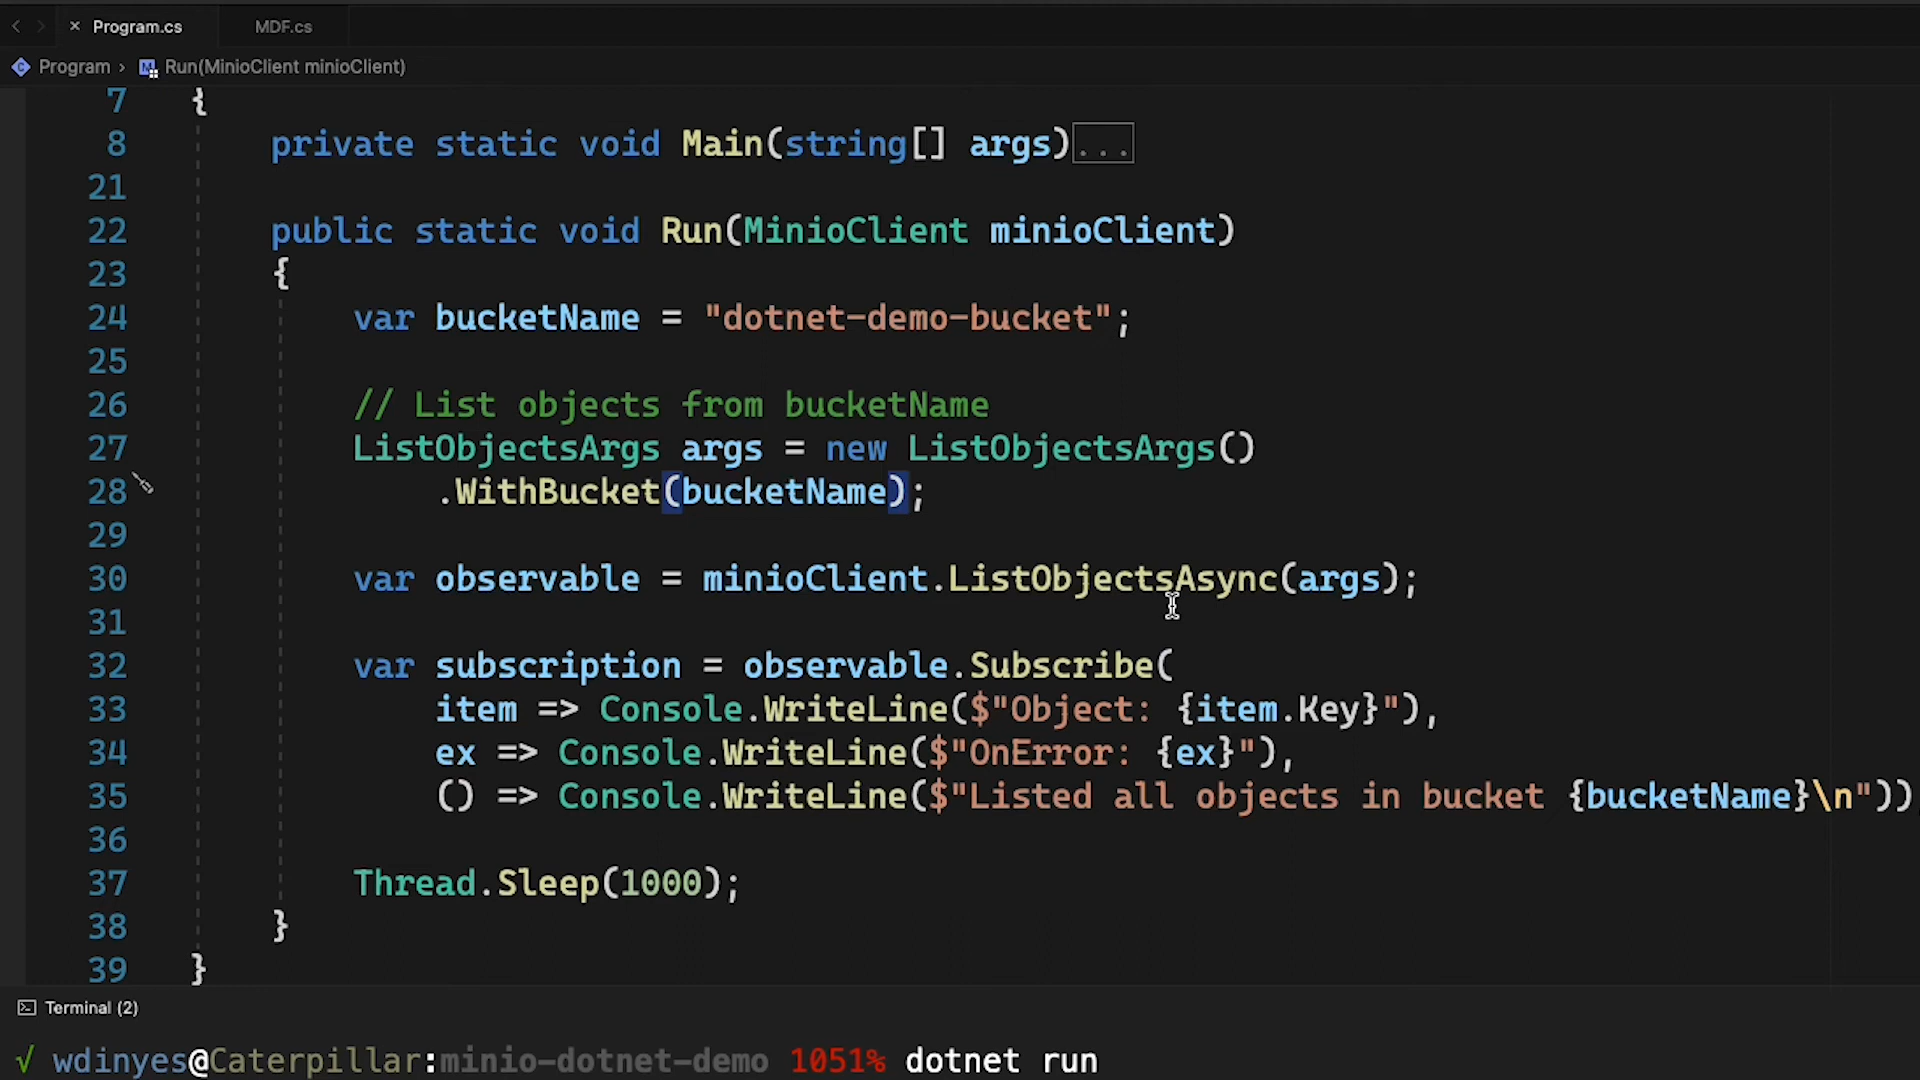 Program.cs MDF.cs
Program › Run(MinioClient minioClient)
7 {
8 private static void Main(string[] args)...
21
22 public static void Run(MinioClient minioClient)
23 {
24 var bucketName = "dotnet-demo-bucket";
25
26 // List objects from bucketName
27 ListObjectsArgs args = new ListObjectsArgs()
28 .WithBucket(bucketName);
29
30 var observable = minioClient.ListObjectsAsync(args);
31
32 var subscription = observable.Subscribe(
33 item => Console.WriteLine($"Object: {item.Key}"),
34 ex => Console.WriteLine($"OnError: {ex}"),
35 () => Console.WriteLine($"Listed all objects in bucket {bucketName}\n"))
36
37 Thread.Sleep(1000);
38 }
39 }
Terminal (2)
√ wdinyes@Caterpillar:minio-dotnet-demo 1051% dotnet run